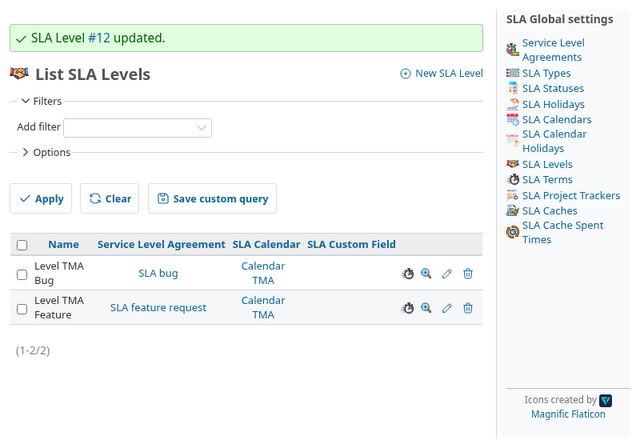 SLA Level #12 updated.
List SLA Levels
New SLA Level
Filters
Add filter
Options
Apply
Clear
Save custom query
Name Service Level Agreement SLA Calendar SLA Custom Field
Level TMA
Bug
SLA bug
Calendar
TMA
Level TMA
Feature
SLA feature request
Calendar
TMA
(1-2/2)
SLA Global settings
Service Level
Agreements
SLA Types
SLA Statuses
SLA Holidays
SLA Calendars
SLA Calendar
Holidays
SLA Levels
SLA Terms
SLA Project Trackers
SLA Caches
SLA Cache Spent
Times
Icons created by
Magnific Flaticon